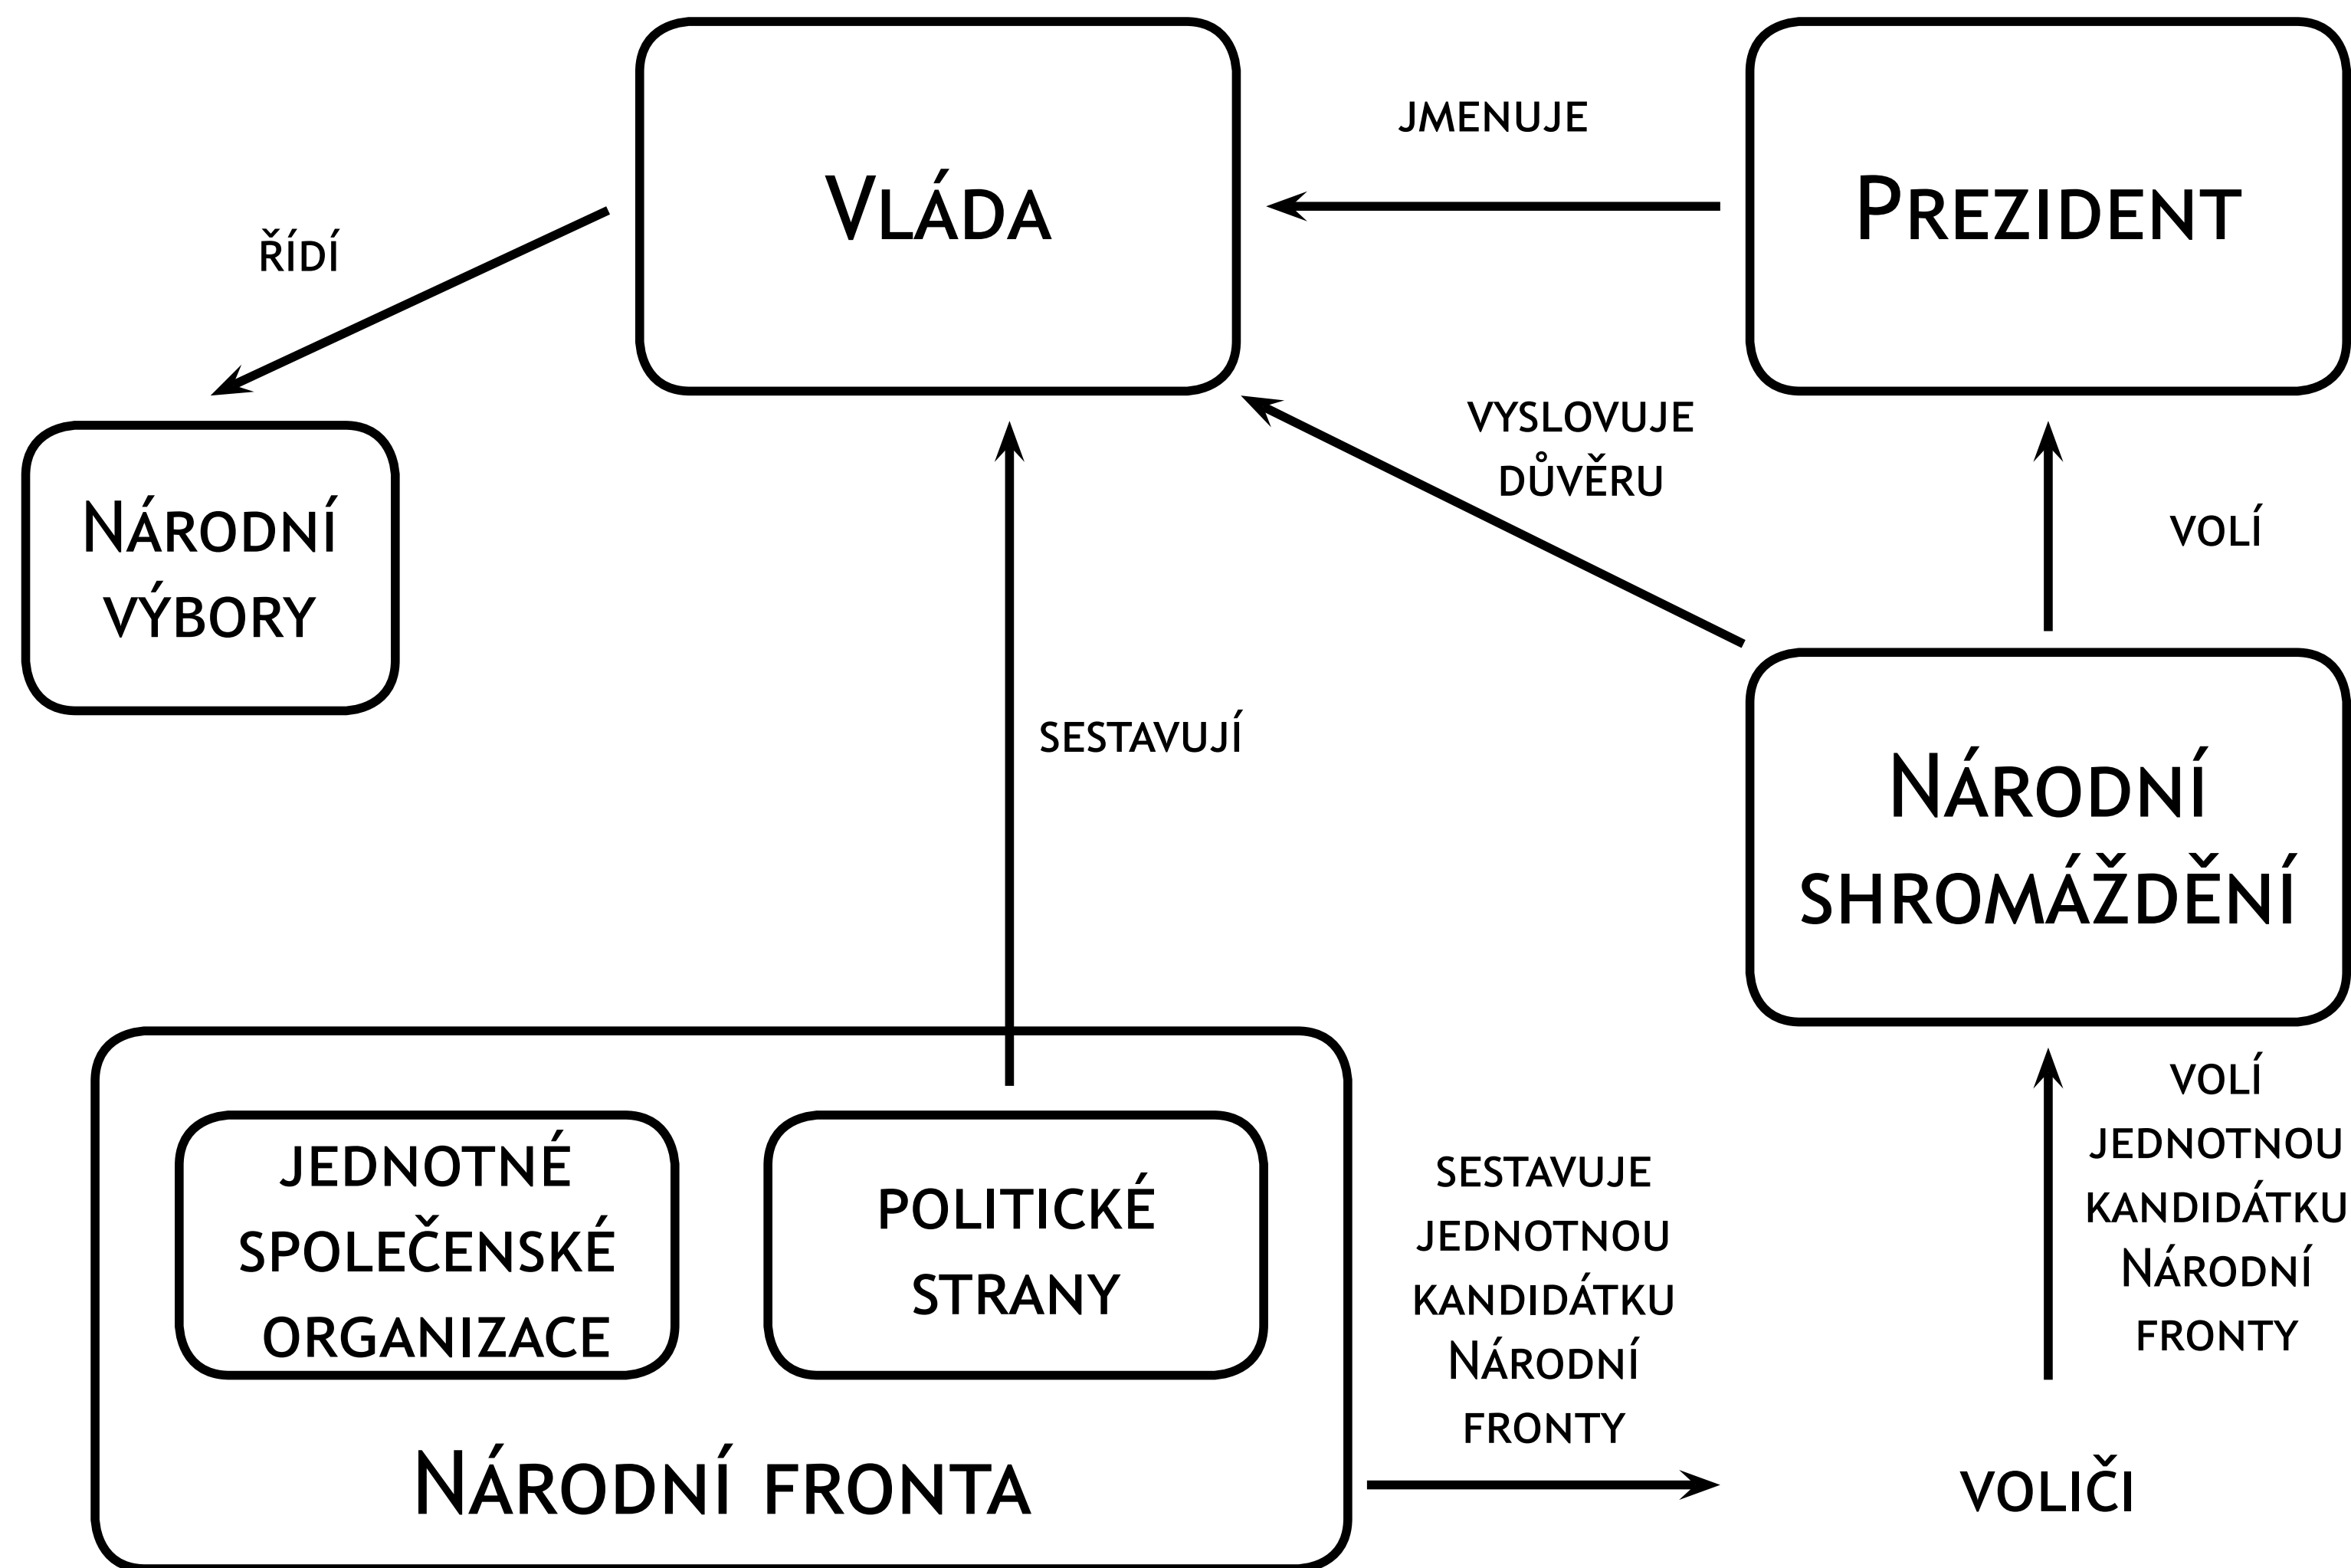 Vláda
jmenuje
Prezident
řídí
vyslovuje
důvěru
Národní
výbory
volí
sestavují
Národní
shromáždění
jednotné
společenské
organizace
politické
strany
Národní fronta
sestavuje
jednotnou
kandidátku
Národní
fronty
volí
jednotnou
kandidátku
Národní
fronty
voliči